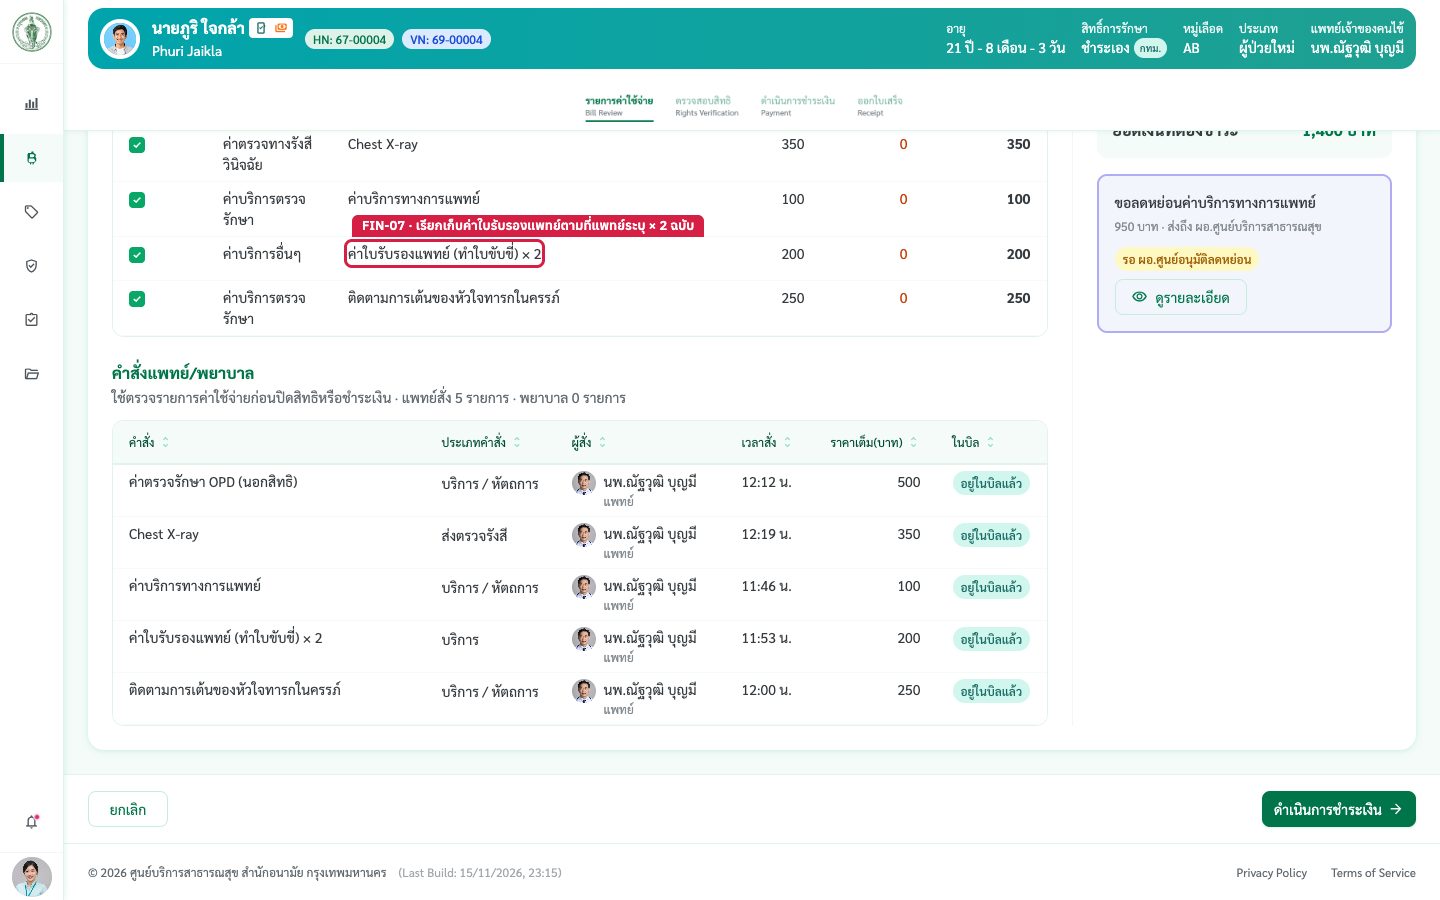 นายภูริ ใจกล้า
Phuri Jaikla
HN: 67-00004
VN: 69-00004
อายุ
21 ปี - 8 เดือน - 3 วัน
สิทธิ์การรักษา
ชำระเอง กทม.
หมู่เลือด
AB
ประเภท
ผู้ป่วยใหม่
แพทย์เจ้าของคนไข้
นพ.ณัฐวุฒิ บุญมี
รายการค่าใช้จ่าย
Bill Review
ตรวจสอบสิทธิ
Rights Verification
ดำเนินการชำระเงิน
Payment
ออกใบเสร็จ
Receipt
ค่าตรวจทางรังสี
วินิจฉัย
Chest X-ray 350 0 350
ค่าบริการตรวจ
รักษา
ค่าบริการทางการแพทย์ 100 0 100
FIN-07 · เรียกเก็บค่าใบรับรองแพทย์ตามที่แพทย์ระบุ × 2 ฉบับ
ค่าบริการอื่นๆ ค่าใบรับรองแพทย์ (ทำใบขับขี่) × 2 200 0 200
ค่าบริการตรวจ
รักษา
ติดตามการเต้นของหัวใจทารกในครรภ์ 250 0 250
ยอดเงินที่ต้องชำระ 1,400 บาท
ขอลดหย่อนค่าบริการทางการแพทย์
950 บาท · ส่งถึง ผอ.ศูนย์บริการสาธารณสุข
รอ ผอ.ศูนย์อนุมัติลดหย่อน
ดูรายละเอียด
คำสั่งแพทย์/พยาบาล
ใช้ตรวจรายการค่าใช้จ่ายก่อนปิดสิทธิหรือชำระเงิน · แพทย์สั่ง 5 รายการ · พยาบาล 0 รายการ
คำสั่ง ประเภทคำสั่ง ผู้สั่ง เวลาสั่ง ราคาเต็ม(บาท) ในบิล
ค่าตรวจรักษา OPD (นอกสิทธิ) บริการ / หัตถการ นพ.ณัฐวุฒิ บุญมี 12:12 น. 500 อยู่ในบิลแล้ว
แพทย์
Chest X-ray ส่งตรวจรังสี นพ.ณัฐวุฒิ บุญมี 12:19 น. 350 อยู่ในบิลแล้ว
แพทย์
ค่าบริการทางการแพทย์ บริการ / หัตถการ นพ.ณัฐวุฒิ บุญมี 11:46 น. 100 อยู่ในบิลแล้ว
แพทย์
ค่าใบรับรองแพทย์ (ทำใบขับขี่) × 2 บริการ นพ.ณัฐวุฒิ บุญมี 11:53 น. 200 อยู่ในบิลแล้ว
แพทย์
ติดตามการเต้นของหัวใจทารกในครรภ์ บริการ / หัตถการ นพ.ณัฐวุฒิ บุญมี 12:00 น. 250 อยู่ในบิลแล้ว
แพทย์
ยกเลิก
ดำเนินการชำระเงิน
© 2026 ศูนย์บริการสาธารณสุข สำนักอนามัย กรุงเทพมหานคร (Last Build: 15/11/2026, 23:15)
Privacy Policy Terms of Service